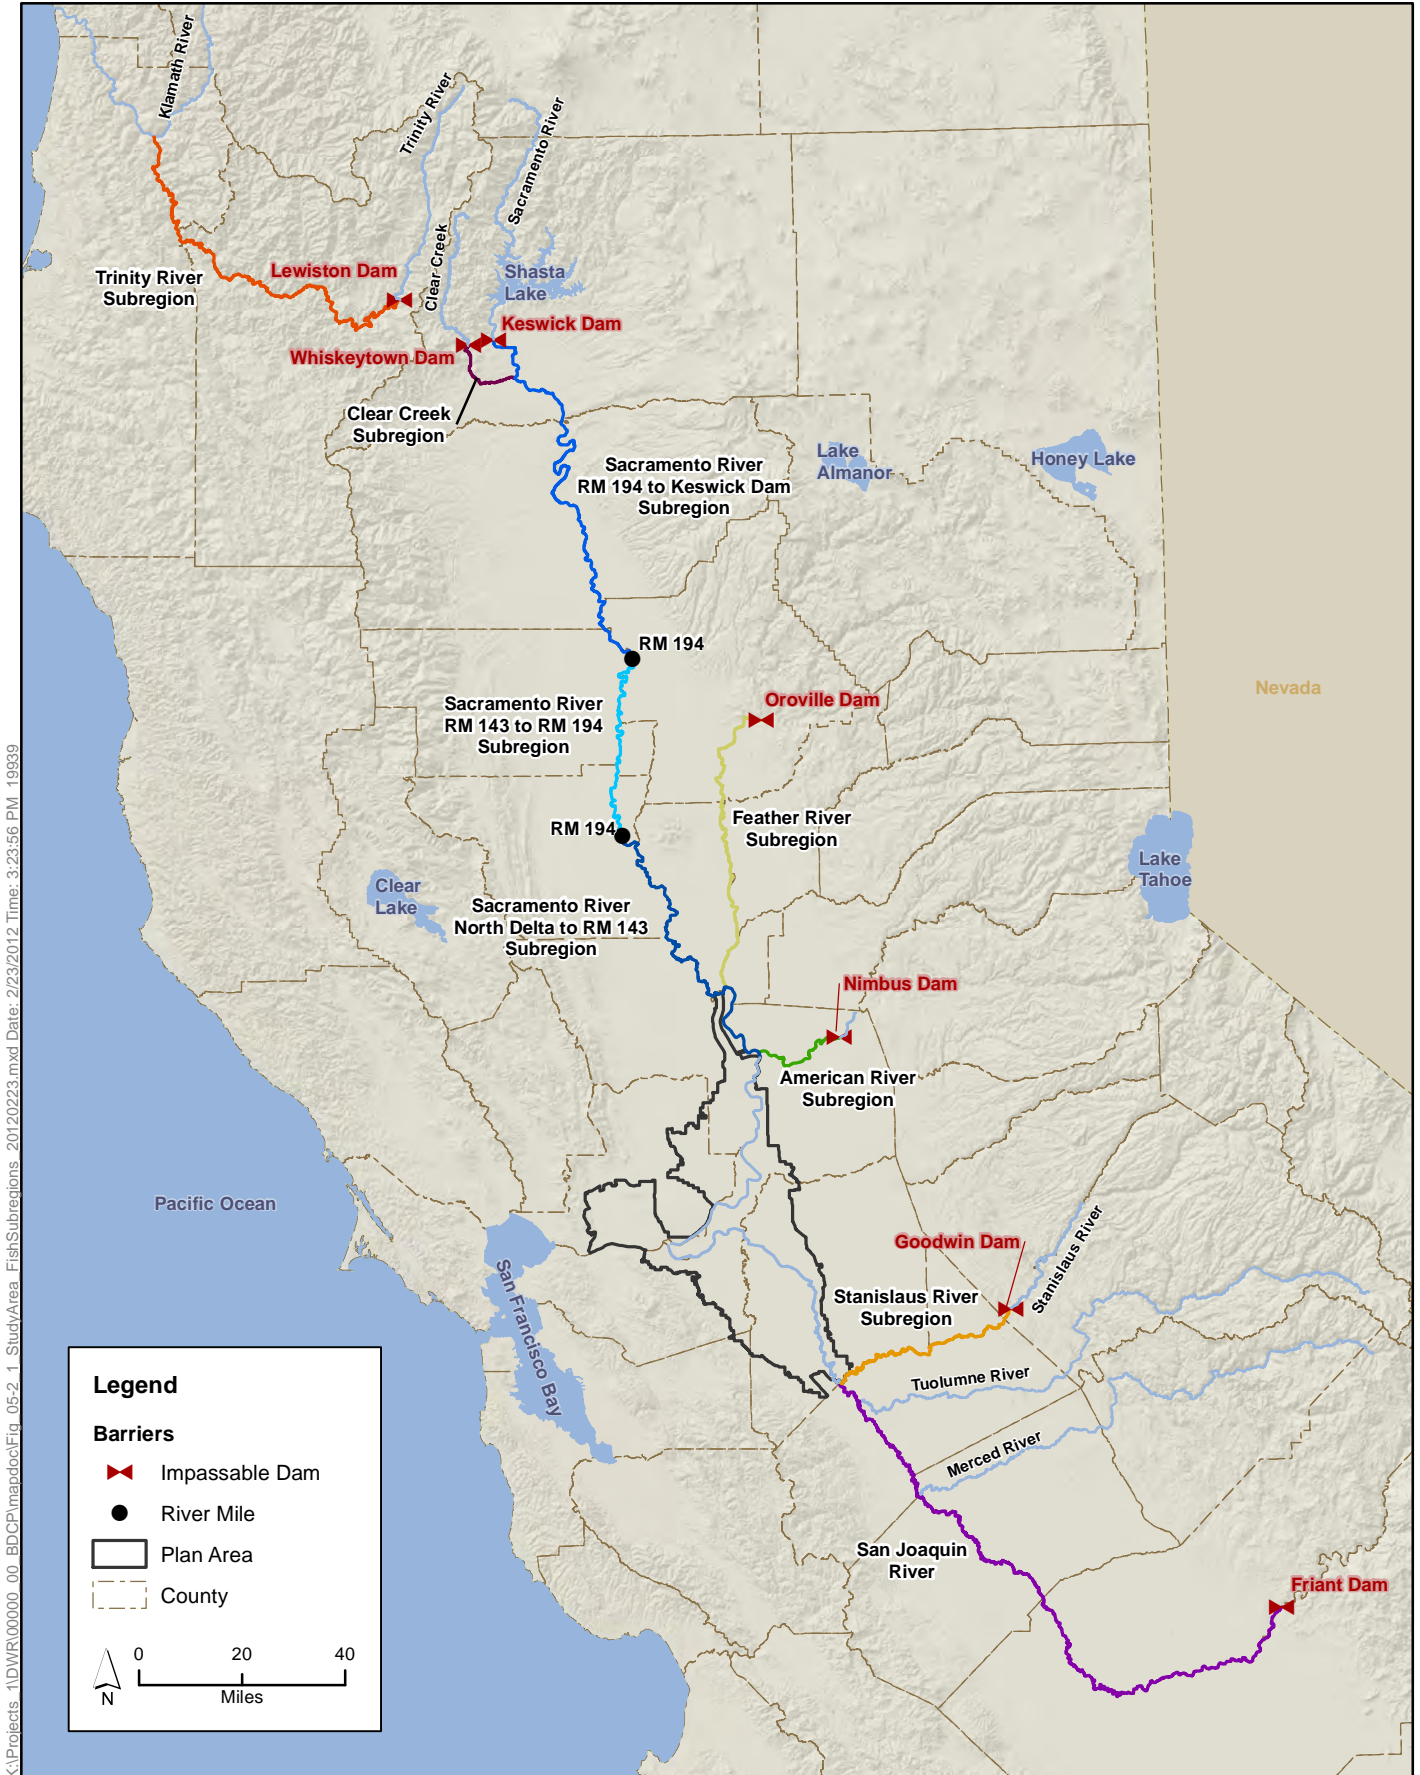 Klamath River
Trinity River
Sacramento River
Clear Creek
Trinity River
Subregion
Lewiston Dam
Shasta
Lake
Keswick Dam
Whiskeytown Dam
Clear Creek
Subregion
Sacramento River
RM 194 to Keswick Dam
Subregion
Lake
Almanor
Honey Lake
RM 194
Nevada
Oroville Dam
Sacramento River
RM 143 to RM 194
Subregion
RM 194
Feather River
Subregion
Lake
Tahoe
Clear
Lake
Sacramento River
North Delta to RM 143
Subregion
Nimbus Dam
American River
Subregion
Pacific Ocean
Goodwin Dam
Stanislaus River
San Francisco Bay
Stanislaus River
Subregion
Tuolumne River
Merced River
San Joaquin
River
Friant Dam
Legend
Barriers
Impassable Dam
River Mile
Plan Area
County
0 20 40
Miles
N
K:\Projects_1\DWR\00000_00_BDCP\mapdoc\Fig_05-2_1_StudyArea_FishSubregions_20120223.mxd Date: 2/23/2012 Time: 3:23:56 PM 19939